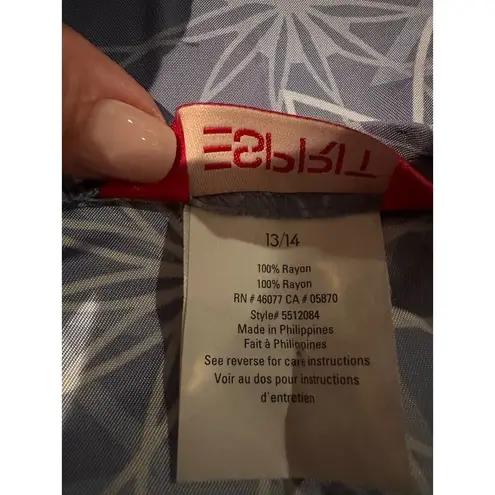 ESPRIT
13/14
100% Rayon
100% Rayon
RN # 46077 CA # 05870
Style# 5512084
Made in Philippines
Fait à Philippines
See reverse for care instructions
Voir au dos pour instructions
d'entretien